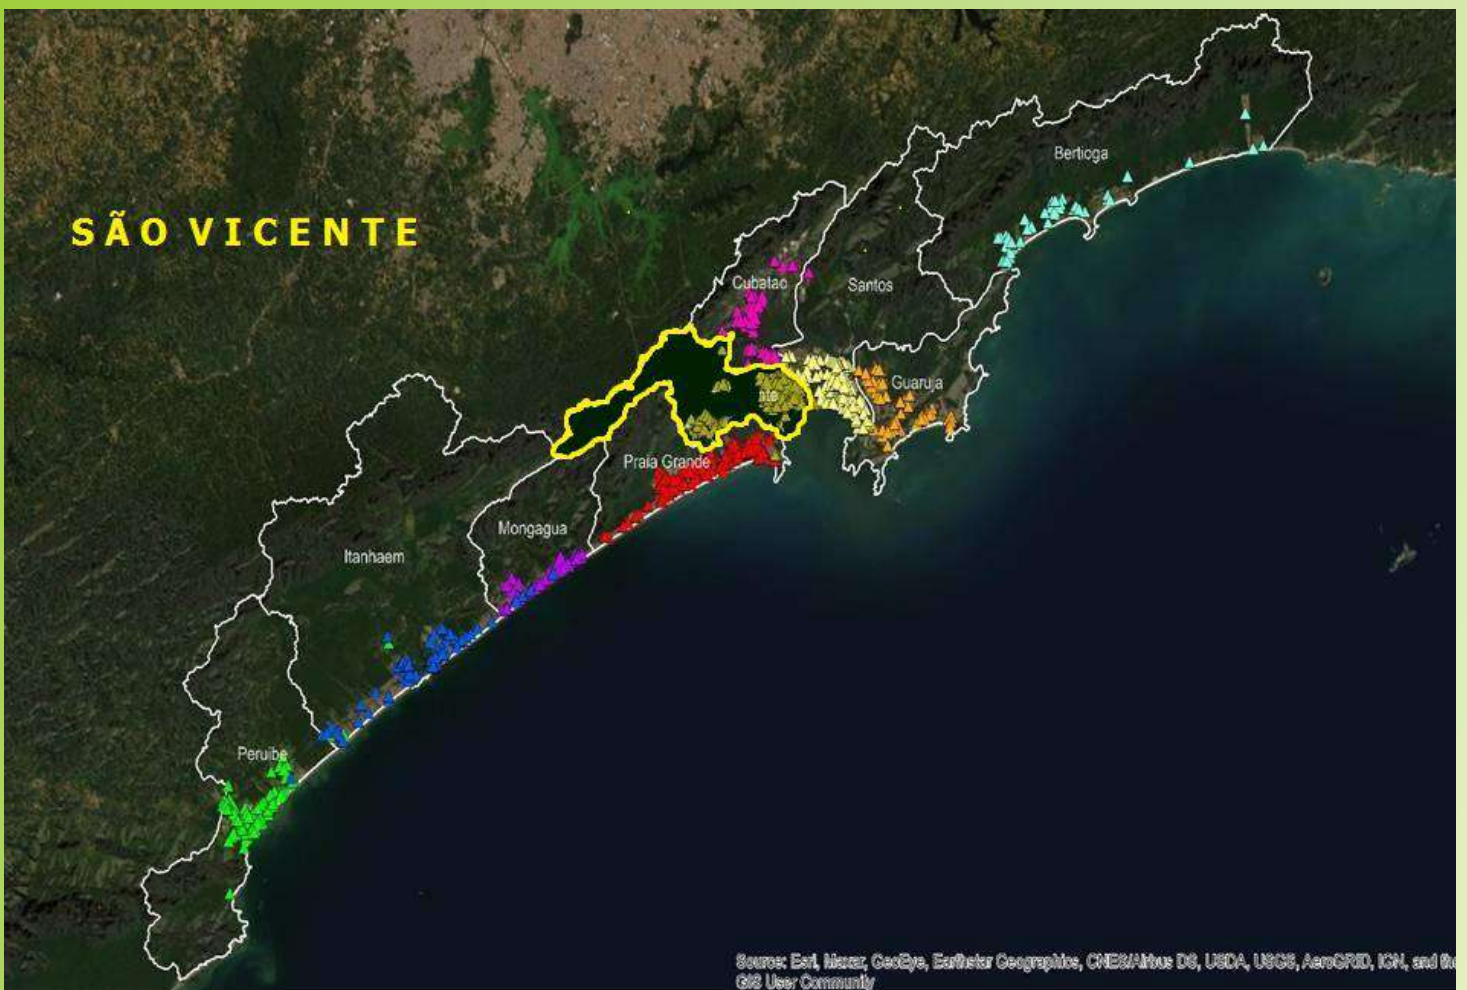 SÃO VICENTE
Bertioga
Cubatao
Santos
Guaruja
nte
Praia Grande
Mongagua
Itanhaem
Peruibe
Source: Esri, Maxar, GeoEye, Earthstar Geographics, CNES/Airbus DS, USDA, USGS, AeroGRID, IGN, and the
GIS User Community